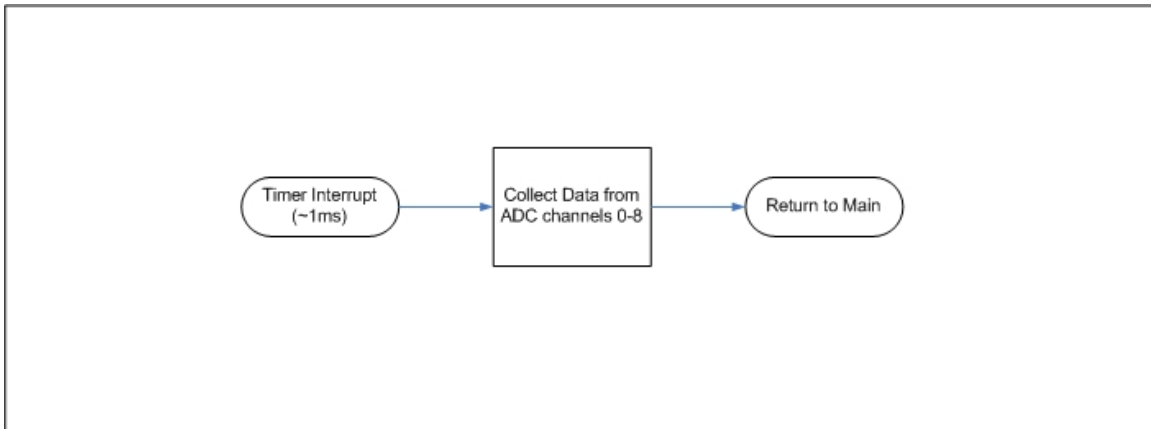 Timer Interrupt
(~1ms)
Collect Data from
ADC channels 0-8
Return to Main